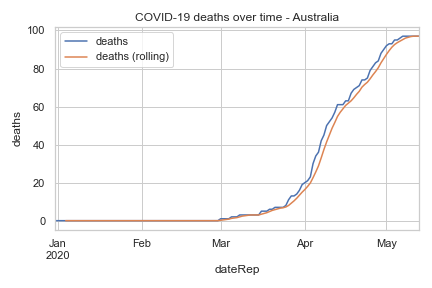 COVID-19 deaths over time - Australia
deaths
deaths (rolling)
100
80
60
40
20
0
deaths
Jan
2020
Feb
Mar
Apr
May
dateRep